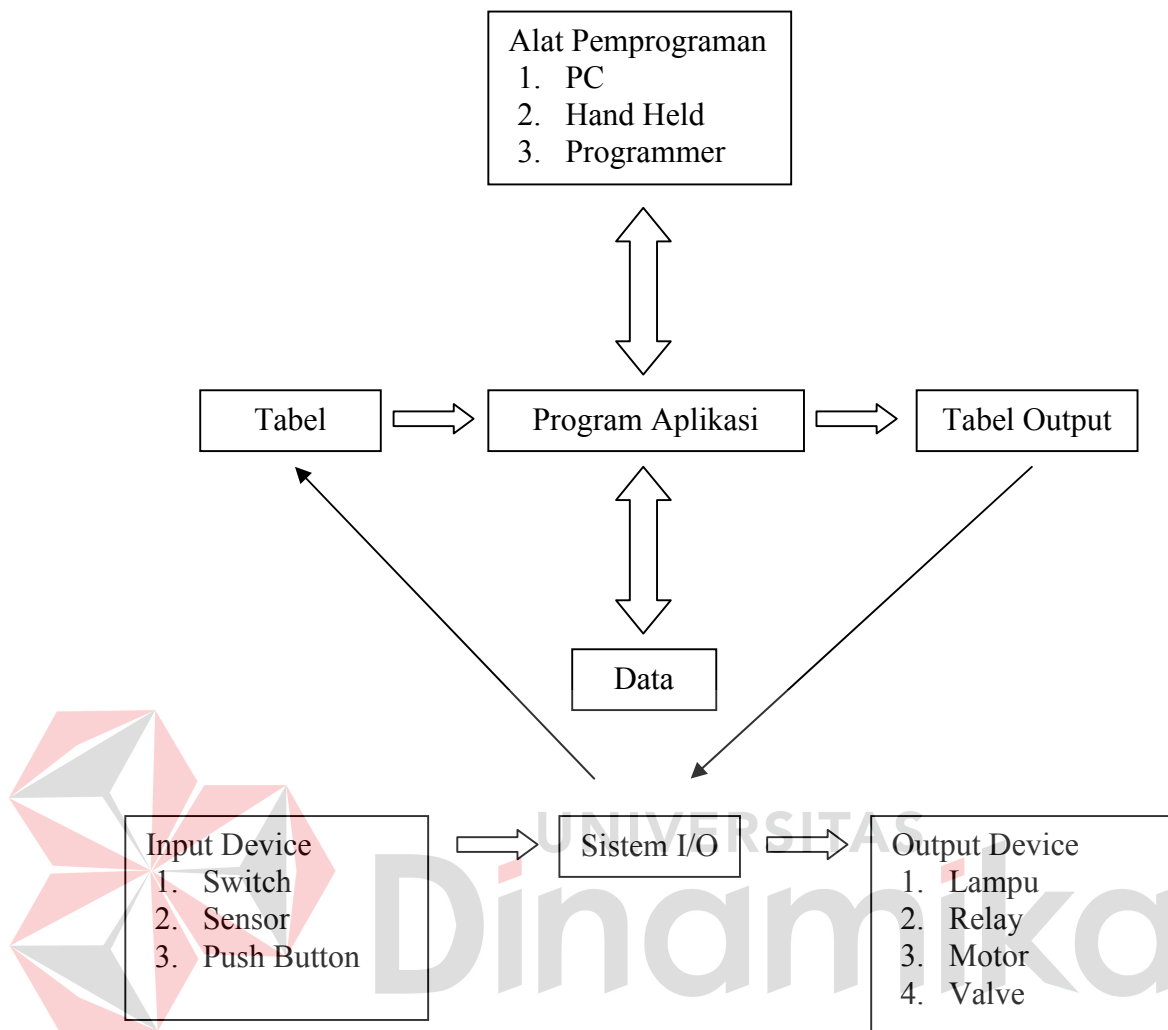 Alat Pemprograman
1. PC
2. Hand Held
3. Programmer
Tabel
Program Aplikasi
Tabel Output
Data
Input Device
1. Switch
2. Sensor
3. Push Button
Sistem I/O
Output Device
1. Lampu
2. Relay
3. Motor
4. Valve
UNIVERSITAS
Dinamika